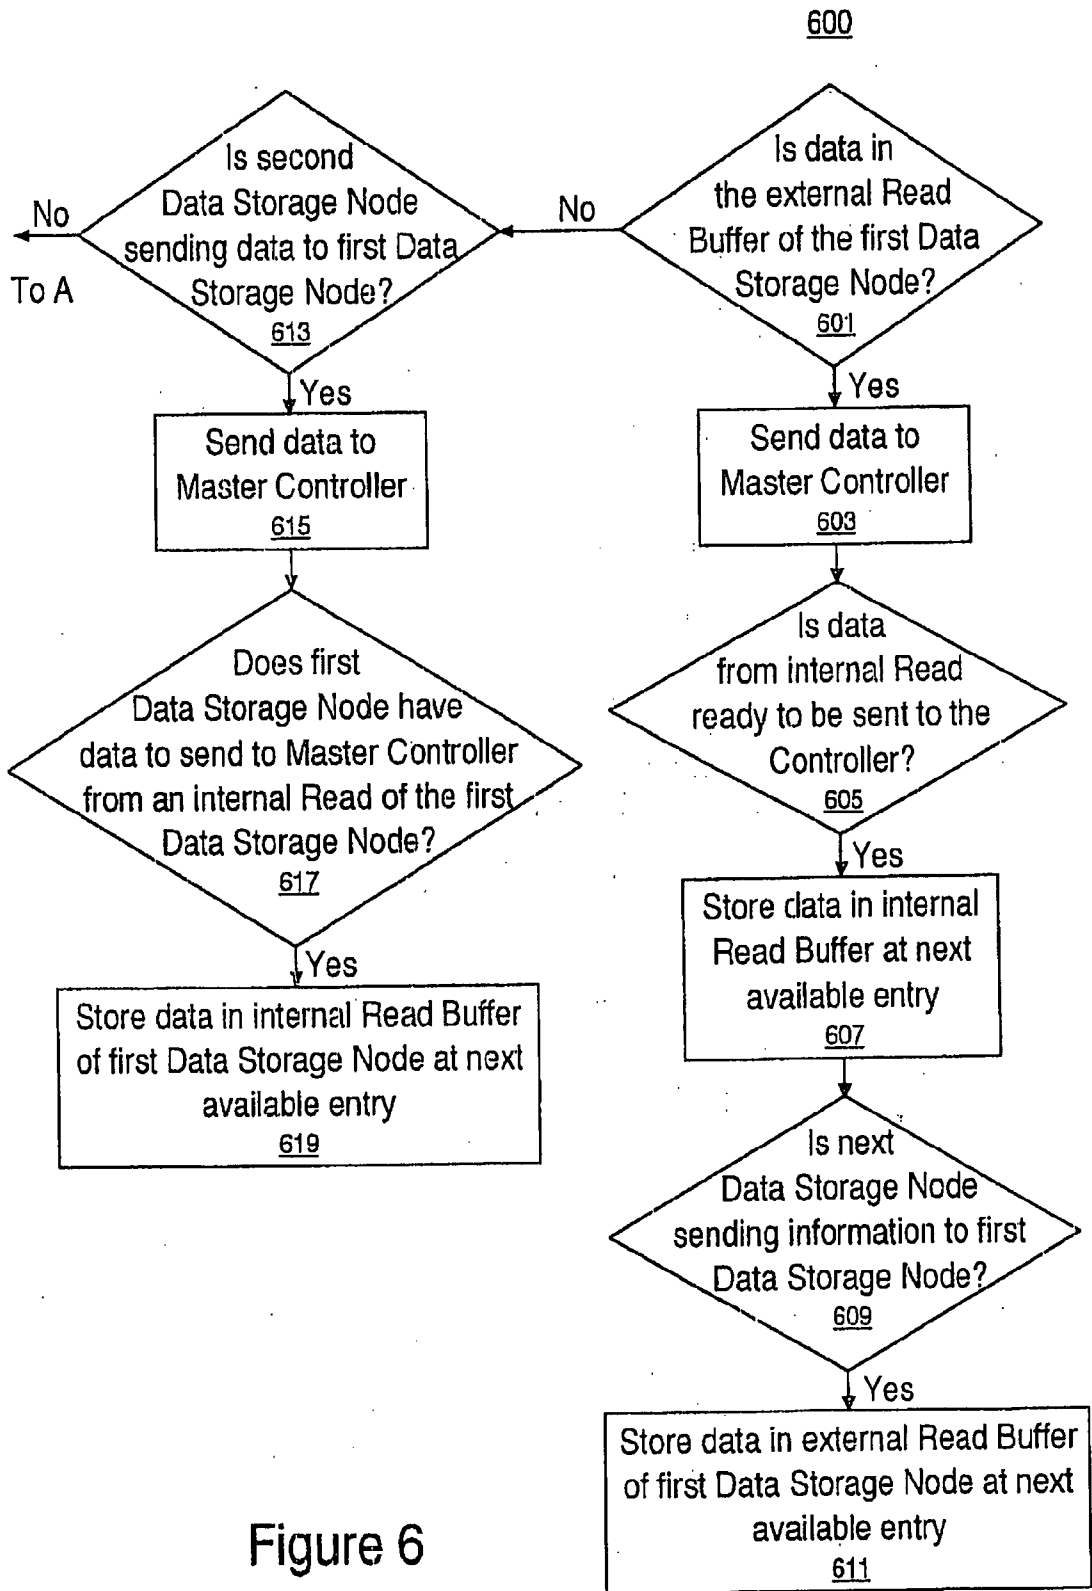 600
Is data in
the external Read
Buffer of the first Data
Storage Node?
601
No
Yes
Send data to
Master Controller
603
Is data
from internal Read
ready to be sent to the
Controller?
605
Yes
Store data in internal
Read Buffer at next
available entry
607
Is next
Data Storage Node
sending information to first
Data Storage Node?
609
Yes
Store data in external Read Buffer
of first Data Storage Node at next
available entry
611
Is second
Data Storage Node
sending data to first Data
Storage Node?
613
No
To A
Yes
Send data to
Master Controller
615
Does first
Data Storage Node have
data to send to Master Controller
from an internal Read of the first
Data Storage Node?
617
Yes
Store data in internal Read Buffer
of first Data Storage Node at next
available entry
619
Figure 6